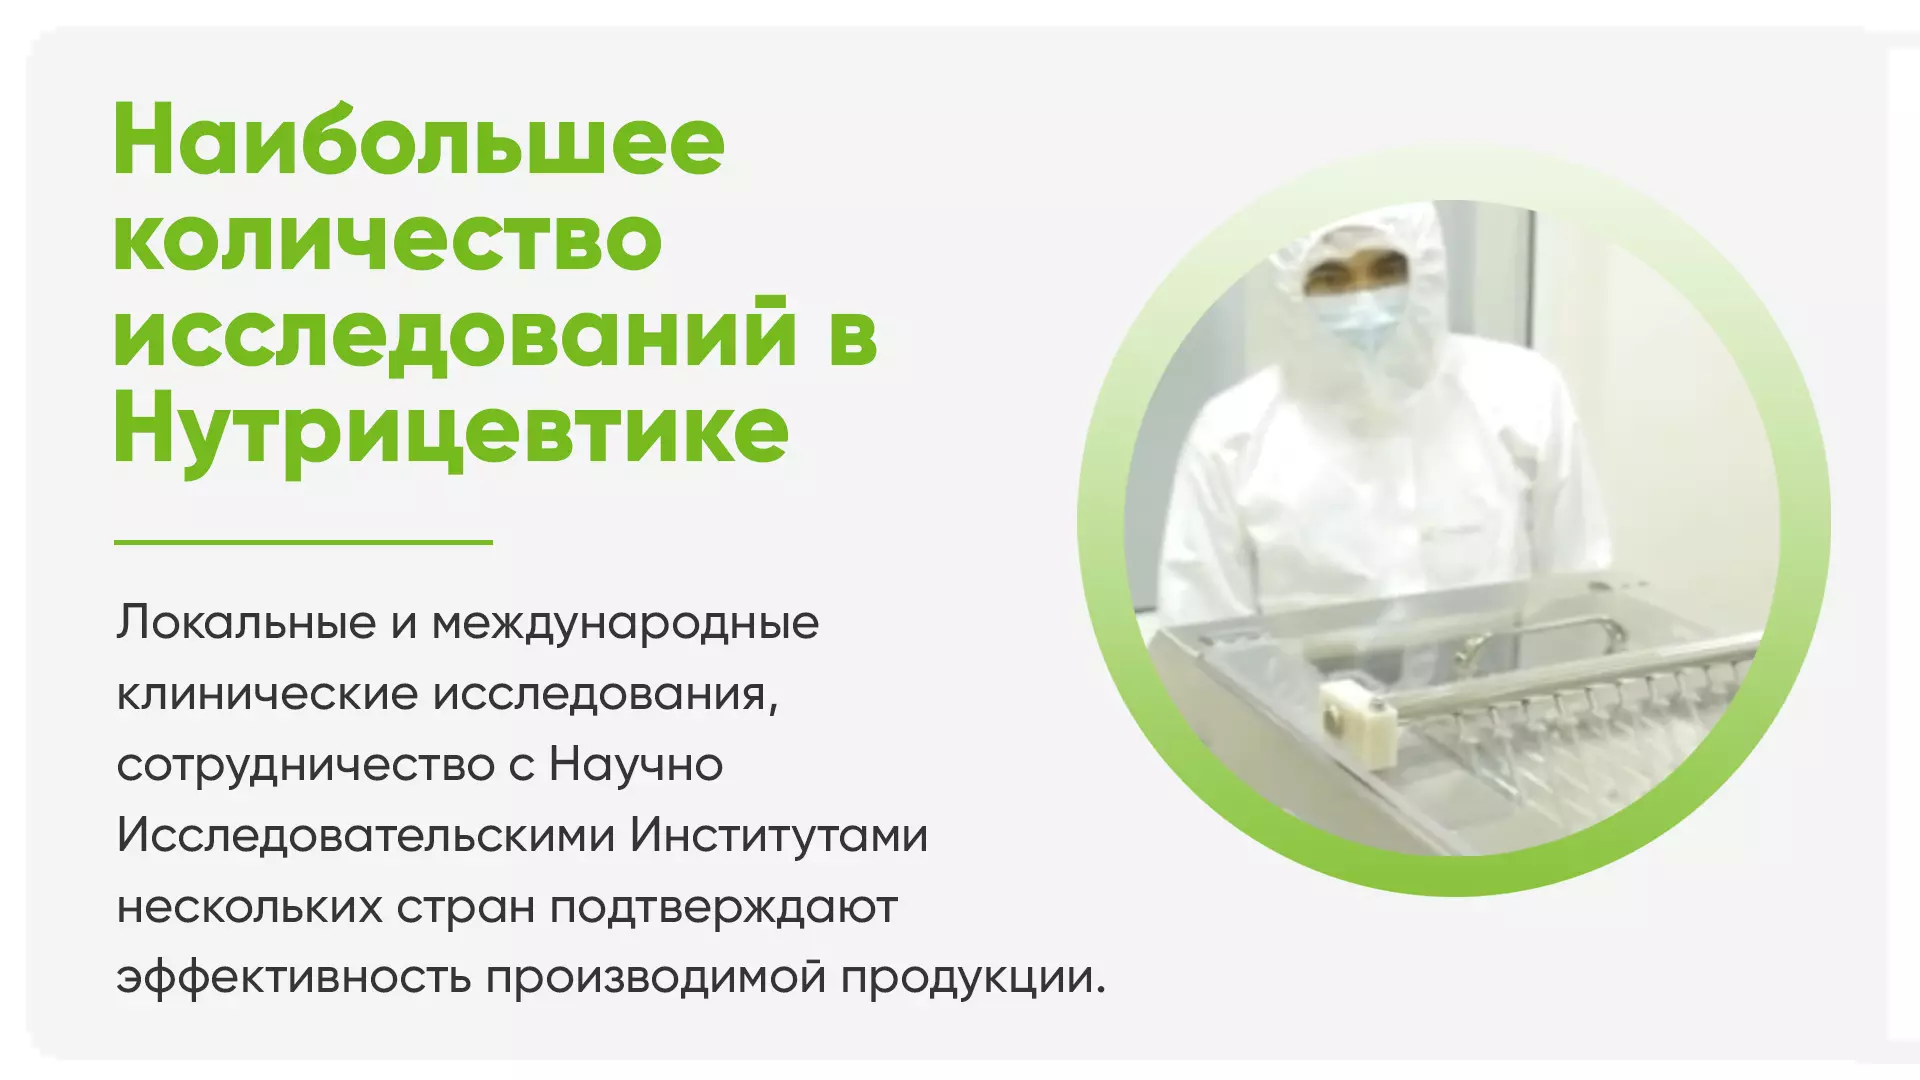 Наибольшее
количество
исследований в
Нутрицевтике
Локальные и международные
клинические исследования,
сотрудничество с Научно
Исследовательскими Институтами
нескольких стран подтверждают
эффективность производимой продукции.